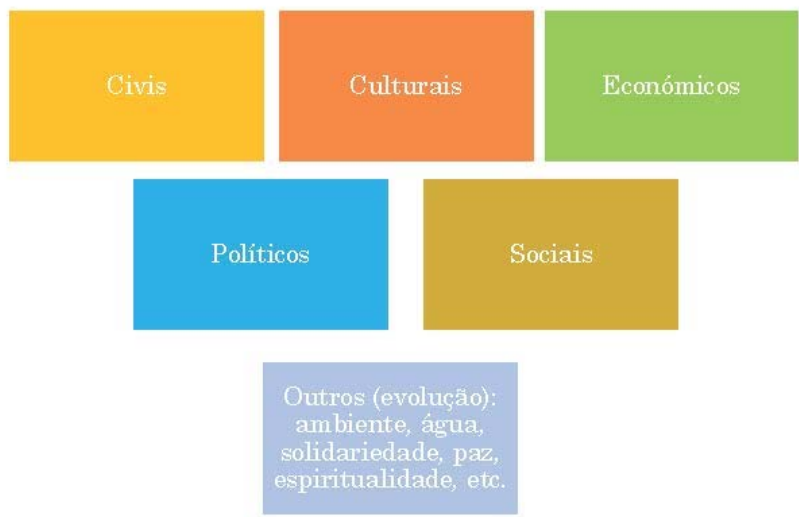 Civis
Culturais
Económicos
Políticos
Sociais
Outros (evolução):
ambiente, água,
solidariedade, paz,
espiritualidade, etc.